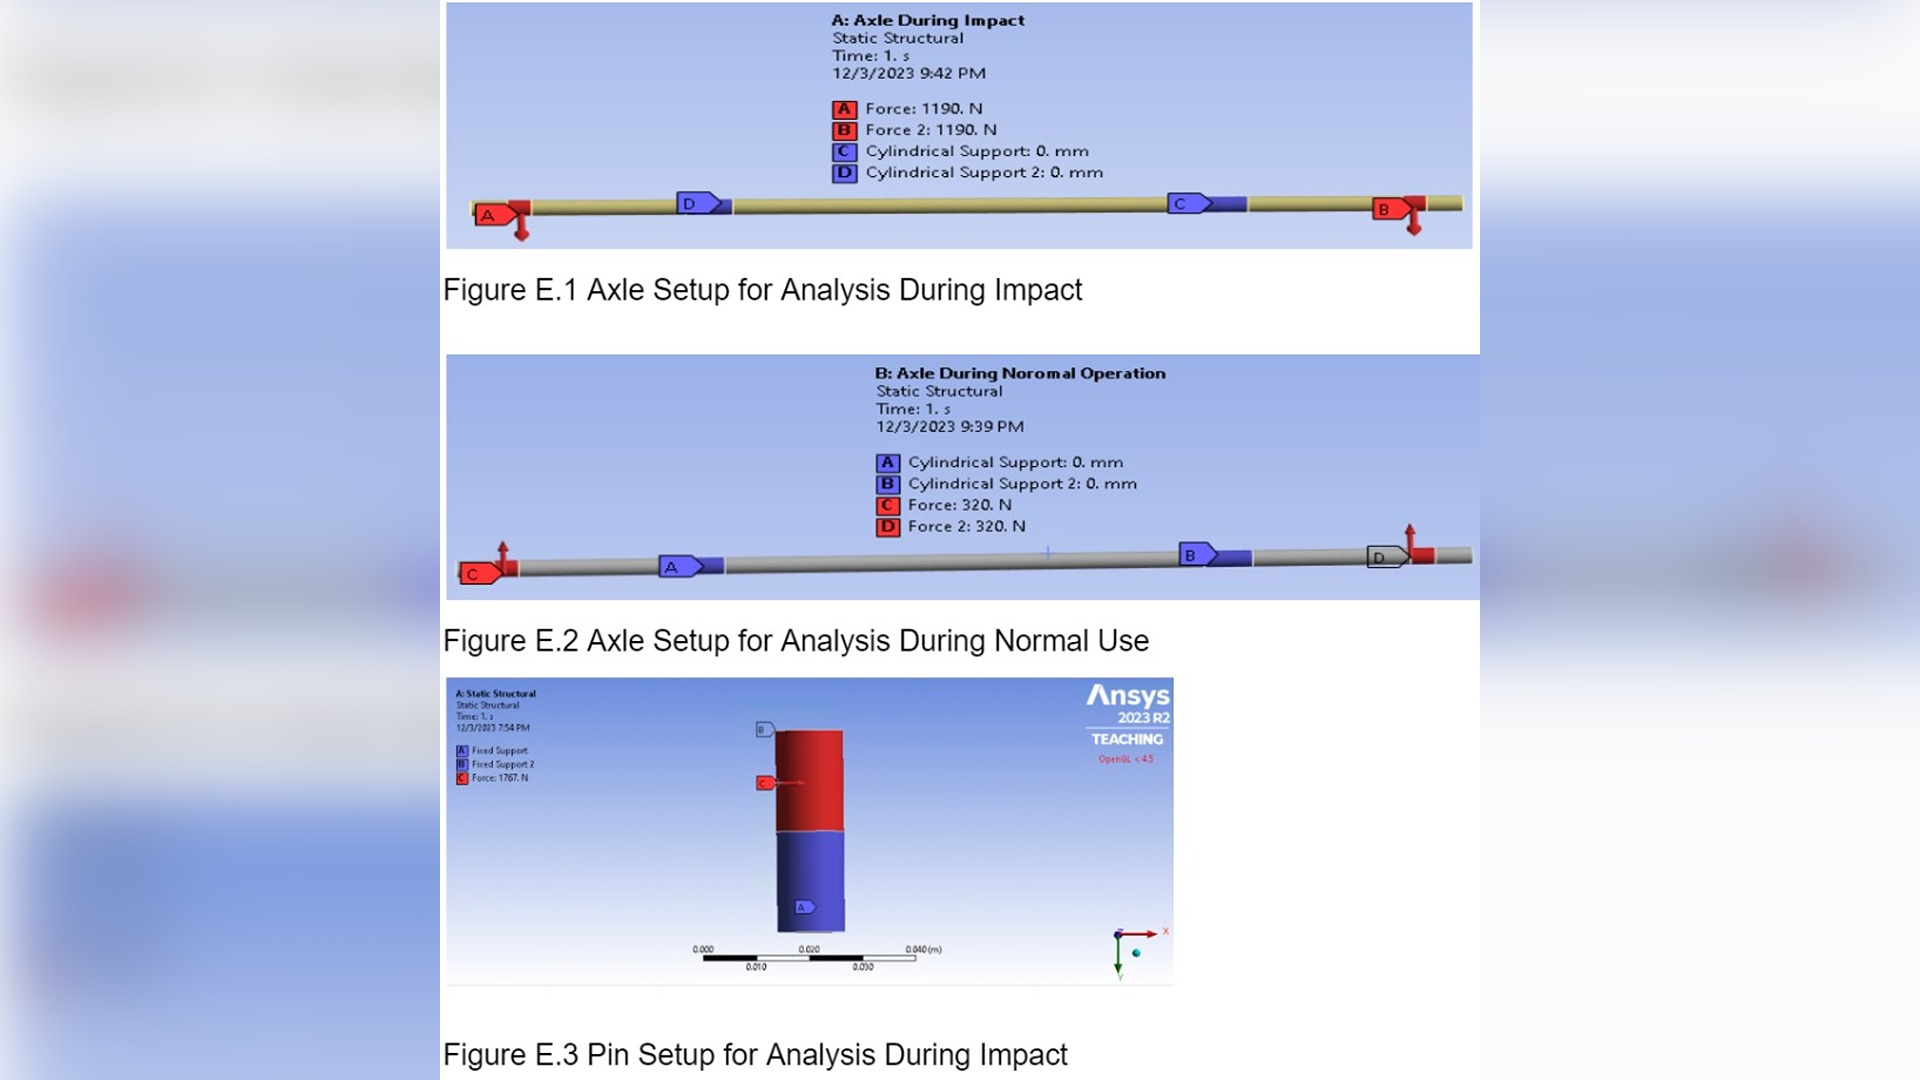 A: Axle During Impact
Static Structural
Time: 1. s
12/3/2023 9:42 PM
A Force: 1190. N
B Force 2: 1190. N
C Cylindrical Support: 0. mm
D Cylindrical Support 2: 0. mm
A D C B
Figure E.1 Axle Setup for Analysis During Impact
B: Axle During Noromal Operation
Static Structural
Time: 1. s
12/3/2023 9:39 PM
A Cylindrical Support: 0. mm
B Cylindrical Support 2: 0. mm
C Force: 320. N
D Force 2: 320. N
C A B D
Figure E.2 Axle Setup for Analysis During Normal Use
A: Static Structural
Static Structural
Time: 1. s
12/3/2023 7:54 PM
A Fixed Support
B Fixed Support 2
C Force: 1767. N
Ansys
2023 R2
TEACHING
OpenGL < 4.5
B
C
A
0.000 0.020 0.040 (m)
0.010 0.030
Z X
Y
Figure E.3 Pin Setup for Analysis During Impact